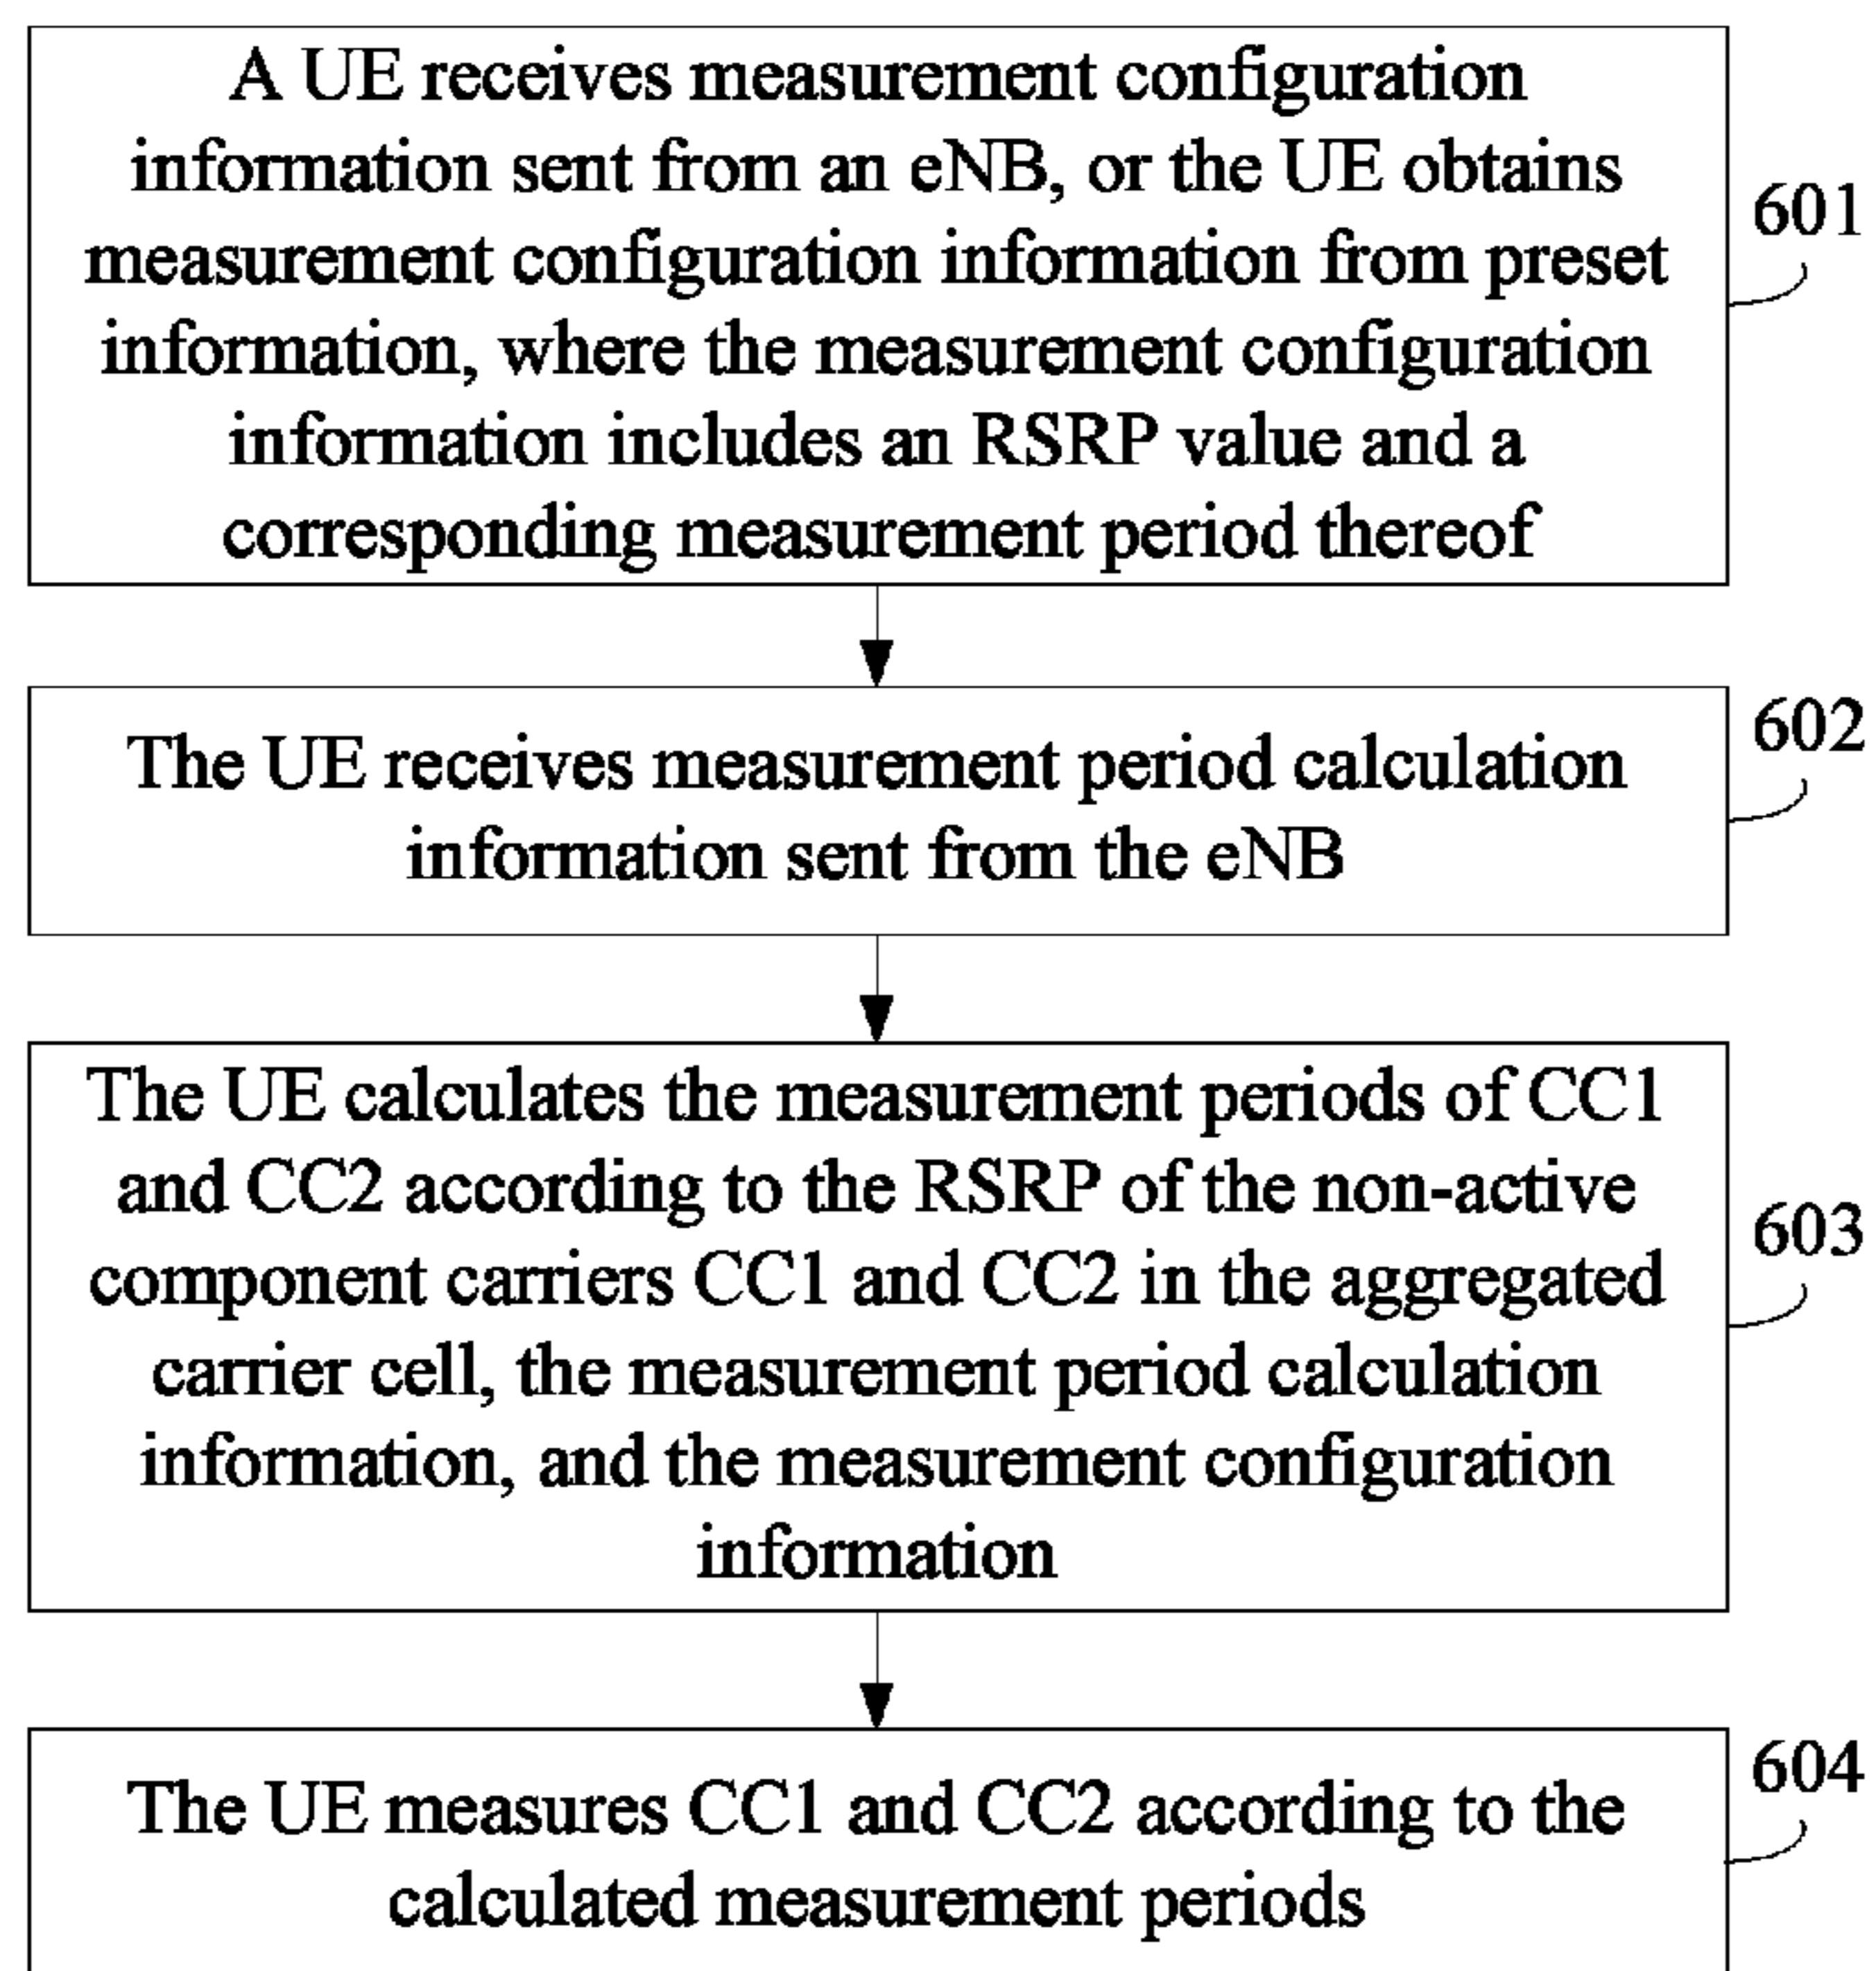 A UE receives measurement configuration
information sent from an eNB, or the UE obtains
measurement configuration information from preset
information, where the measurement configuration
information includes an RSRP value and a
corresponding measurement period thereof
601
The UE receives measurement period calculation
information sent from the eNB
602
The UE calculates the measurement periods of CC1
and CC2 according to the RSRP of the non-active
component carriers CC1 and CC2 in the aggregated
carrier cell, the measurement period calculation
information, and the measurement configuration
information
603
The UE measures CC1 and CC2 according to the
calculated measurement periods
604